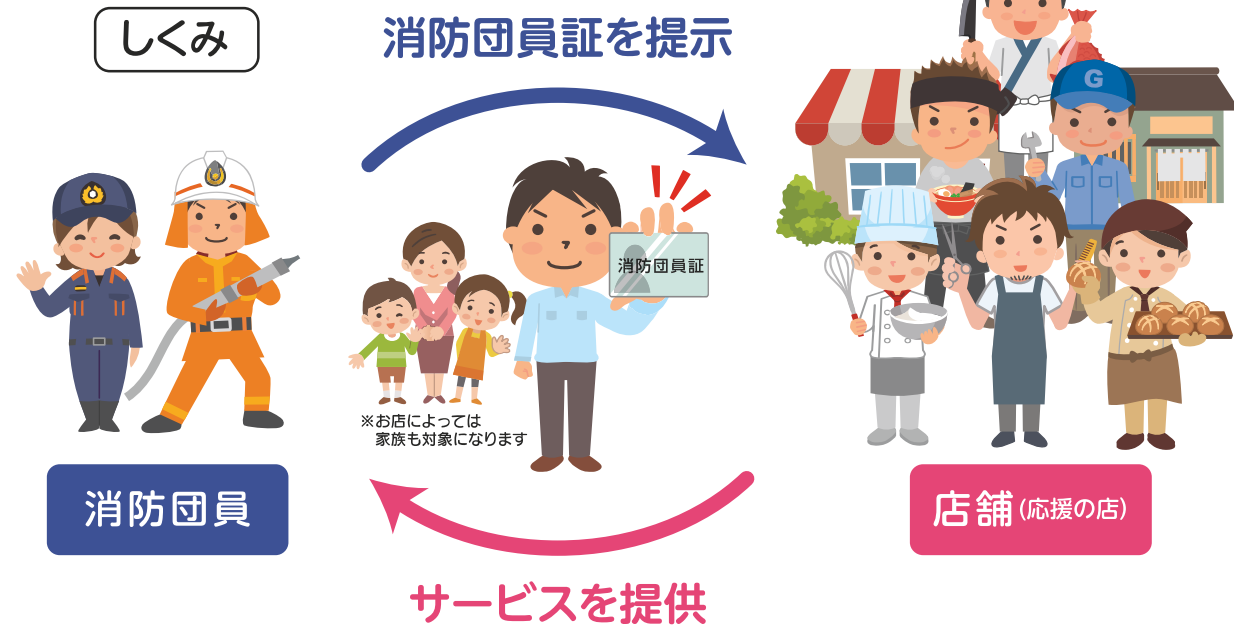 しくみ
消防団員証を提示
G
消防団員証
※お店によっては
家族も対象になります
消防団員
店舗(応援の店)
サービスを提供